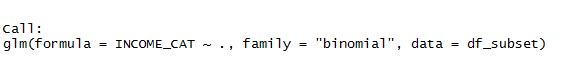 Call:
glm(formula = INCOME_CAT ~ ., family = "binomial", data = df_subset)